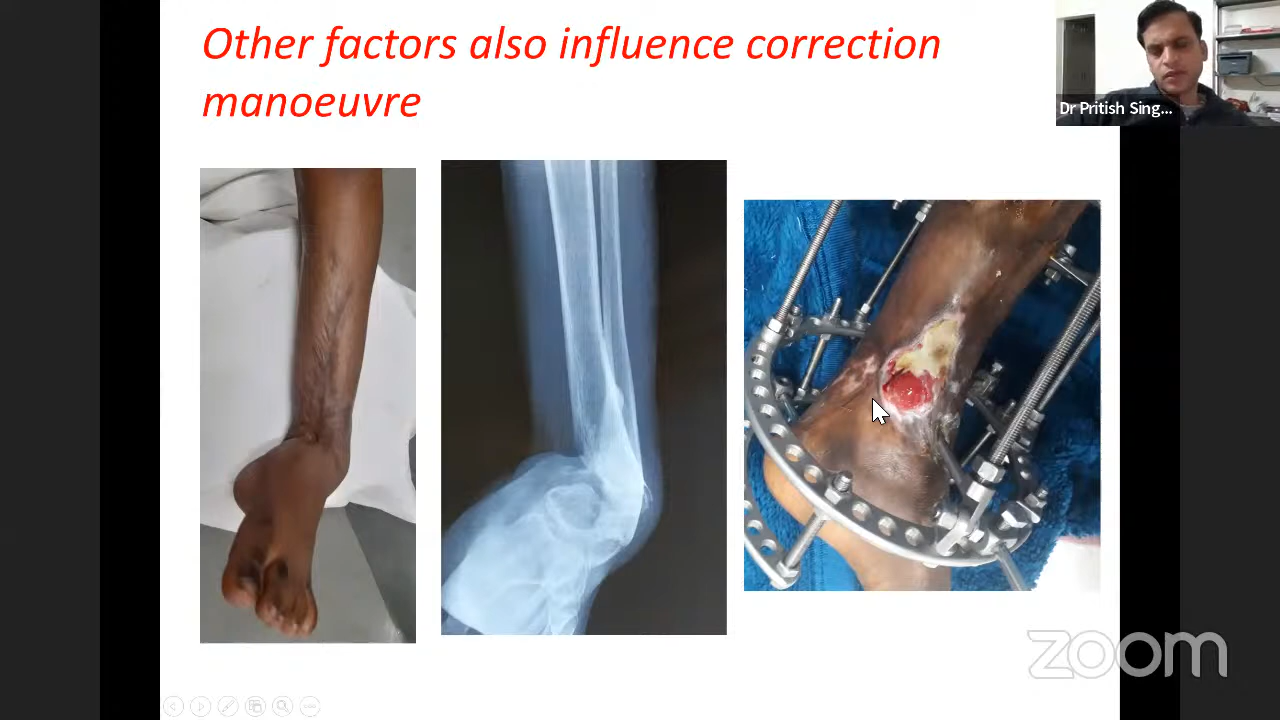 Other factors also influence correction
manoeuvre
Dr Pritish Sing...
zoom